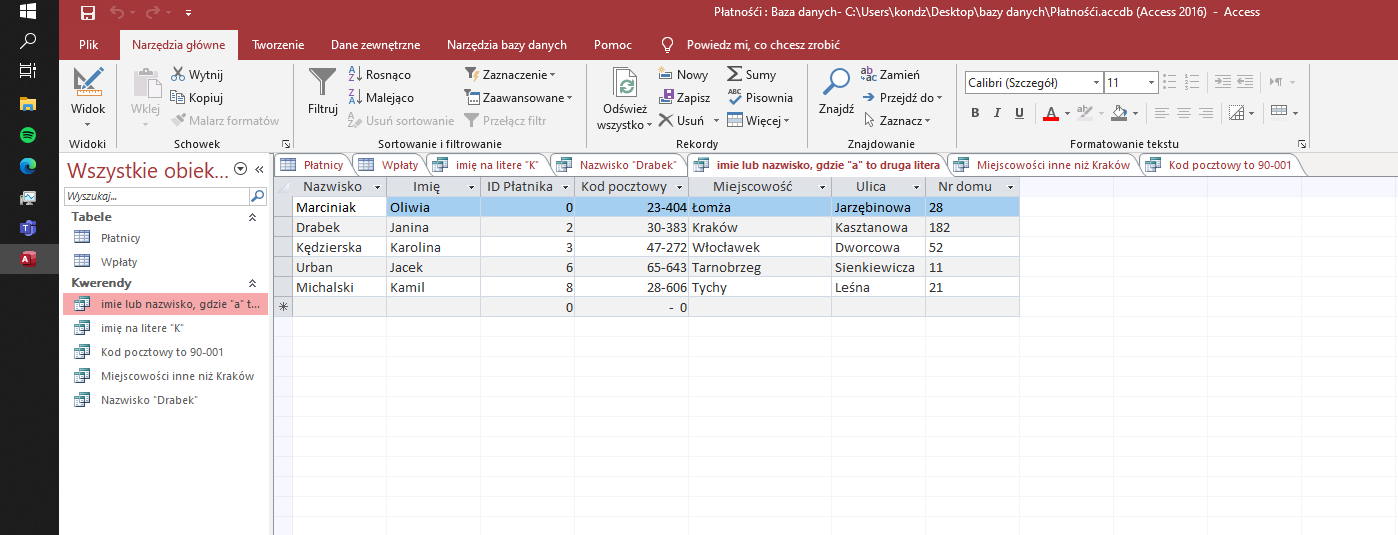 Płatnośći : Baza danych- C:\Users\kondz\Desktop\bazy danych\Płatnośći.accdb (Access 2016) - Access
Plik Narzędzia główne Tworzenie Dane zewnętrzne Narzędzia bazy danych Pomoc Powiedz mi, co chcesz zrobić
Widok
Widoki
Wklej
Wytnij
Kopiuj
Malarz formatów
Schowek
Filtruj
Rosnąco
Malejąco
Usuń sortowanie
Zaznaczenie
Zaawansowane
Przełącz filtr
Sortowanie i filtrowanie
Odśwież
wszystko
Nowy
Zapisz
Usuń
Sumy
Pisownia
Więcej
Rekordy
Znajdź
Zamień
Przejdź do
Zaznacz
Znajdowanie
Calibri (Szczegół) 11
B I U A
Formatowanie tekstu
Wszystkie obiek...
Wyszukaj...
Tabele
Płatnicy
Wpłaty
Kwerendy
imie lub nazwisko, gdzie "a" t...
imię na litere "K"
Kod pocztowy to 90-001
Miejscowości inne niż Kraków
Nazwisko "Drabek"
Płatnicy Wpłaty imię na litere "K" Nazwisko "Drabek" imie lub nazwisko, gdzie "a" to druga litera Miejscowości inne niż Kraków Kod pocztowy to 90-001
Nazwisko Imię ID Płatnika Kod pocztowy Miejscowość Ulica Nr domu
Marciniak Oliwia 0 23-404 Łomża Jarzębinowa 28
Drabek Janina 2 30-383 Kraków Kasztanowa 182
Kędzierska Karolina 3 47-272 Włocławek Dworcowa 52
Urban Jacek 6 65-643 Tarnobrzeg Sienkiewicza 11
Michalski Kamil 8 28-606 Tychy Leśna 21
0 - 0